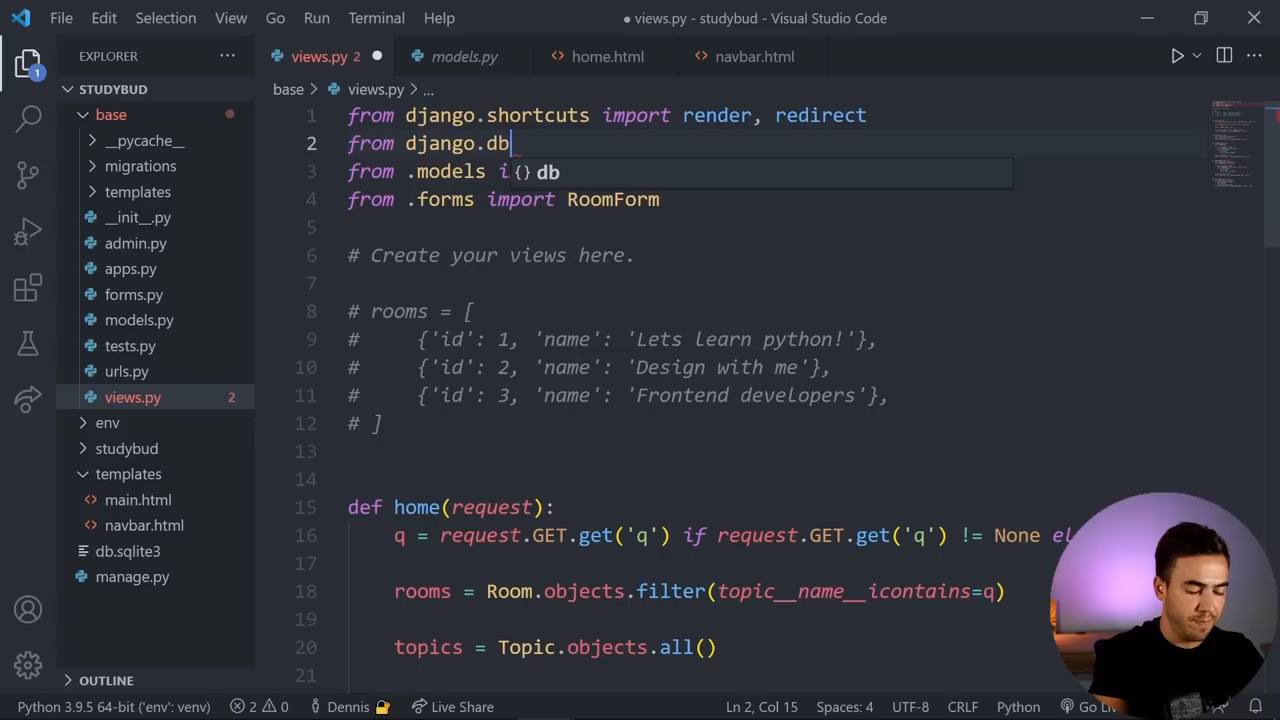 File Edit Selection View Go Run Terminal Help
● views.py - studybud - Visual Studio Code
EXPLORER
views.py 2
models.py
home.html
navbar.html
STUDYBUD
base
__pycache__
migrations
templates
__init__.py
admin.py
apps.py
forms.py
models.py
tests.py
urls.py
views.py 2
env
studybud
templates
main.html
navbar.html
db.sqlite3
manage.py
OUTLINE
1
base > views.py > ...
1 from django.shortcuts import render, redirect
2 from django.db
{} db
3 from .models i
4 from .forms import RoomForm
5
6 # Create your views here.
7
8 # rooms = [
9 #     {'id': 1, 'name': 'Lets learn python!'},
10 #     {'id': 2, 'name': 'Design with me'},
11 #     {'id': 3, 'name': 'Frontend developers'},
12 # ]
13
14
15 def home(request):
16     q = request.GET.get('q') if request.GET.get('q') != None el
17
18     rooms = Room.objects.filter(topic__name__icontains=q)
19
20     topics = Topic.objects.all()
21
Python 3.9.5 64-bit ('env': venv) 2 0 Dennis Live Share Ln 2, Col 15 Spaces: 4 UTF-8 CRLF Python Go Li